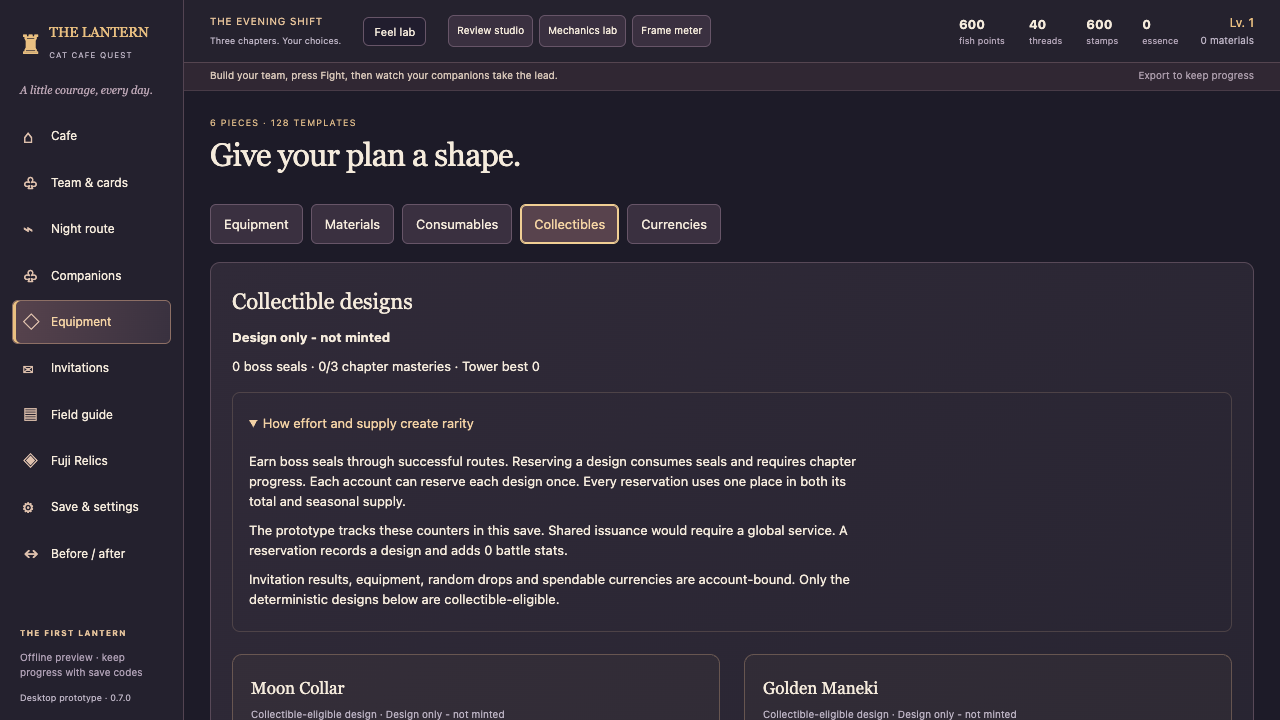 THE LANTERN
CAT CAFE QUEST
A little courage, every day.
Cafe
Team & cards
Night route
Companions
Equipment
Invitations
Field guide
Fuji Relics
Save & settings
Before / after
THE FIRST LANTERN
Offline preview · keep
progress with save codes
Desktop prototype · 0.7.0
THE EVENING SHIFT
Three chapters. Your choices.
Feel lab
Review studio
Mechanics lab
Frame meter
600
fish points
40
threads
600
stamps
0
essence
Lv. 1
0 materials
Build your team, press Fight, then watch your companions take the lead.
Export to keep progress
6 PIECES · 128 TEMPLATES
Give your plan a shape.
Equipment
Materials
Consumables
Collectibles
Currencies
Collectible designs
Design only - not minted
0 boss seals · 0/3 chapter masteries · Tower best 0
▼ How effort and supply create rarity
Earn boss seals through successful routes. Reserving a design consumes seals and requires chapter
progress. Each account can reserve each design once. Every reservation uses one place in both its
total and seasonal supply.
The prototype tracks these counters in this save. Shared issuance would require a global service. A
reservation records a design and adds 0 battle stats.
Invitation results, equipment, random drops and spendable currencies are account-bound. Only the
deterministic designs below are collectible-eligible.
Moon Collar
Collectible-eligible design · Design only - not minted
Golden Maneki
Collectible-eligible design · Design only - not minted